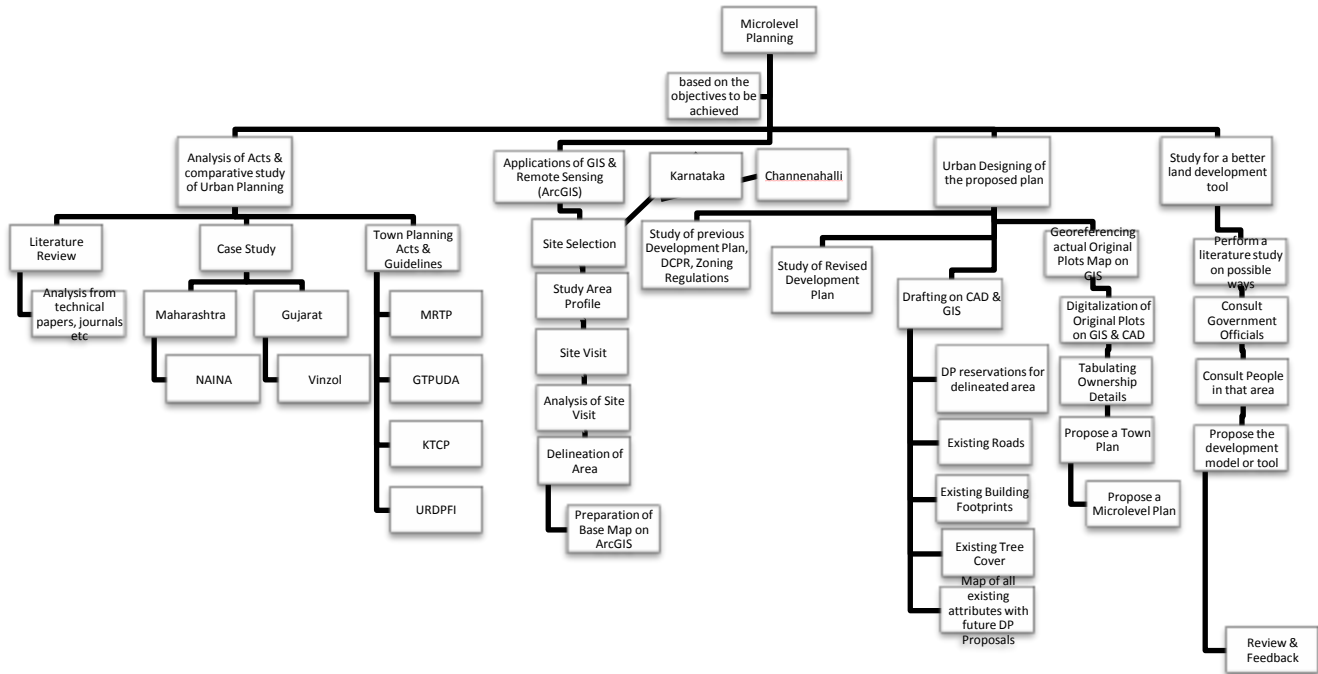 Microlevel
Planning
based on the
objectives to be
achieved
Analysis of Acts &
comparative study
of Urban Planning
Literature
Review
Analysis from
technical
papers, journals
etc
Case Study
Maharashtra
NAINA
Gujarat
Vinzol
Town Planning
Acts &
Guidelines
MRTP
GTPUDA
KTCP
URDPFI
Applications of GIS &
Remote Sensing
(ArcGIS)
Karnataka
Channenahalli
Site Selection
Study Area
Profile
Site Visit
Analysis of Site
Visit
Delineation of
Area
Preparation of
Base Map on
ArcGIS
Urban Designing of
the proposed plan
Study of previous
Development Plan,
DCPR, Zoning
Regulations
Study of Revised
Development
Plan
Drafting on CAD &
GIS
DP reservations for
delineated area
Existing Roads
Existing Building
Footprints
Existing Tree
Cover
Map of all
existing
attributes with
future DP
Proposals
Georeferencing
actual Original
Plots Map on
GIS
Digitalization of
Original Plots
on GIS & CAD
Tabulating
Ownership
Details
Propose a Town
Plan
Propose a
Microlevel Plan
Study for a better
land development
tool
Perform a
literature study
on possible
ways
Consult
Government
Officials
Consult People
in that area
Propose the
development
model or tool
Review &
Feedback